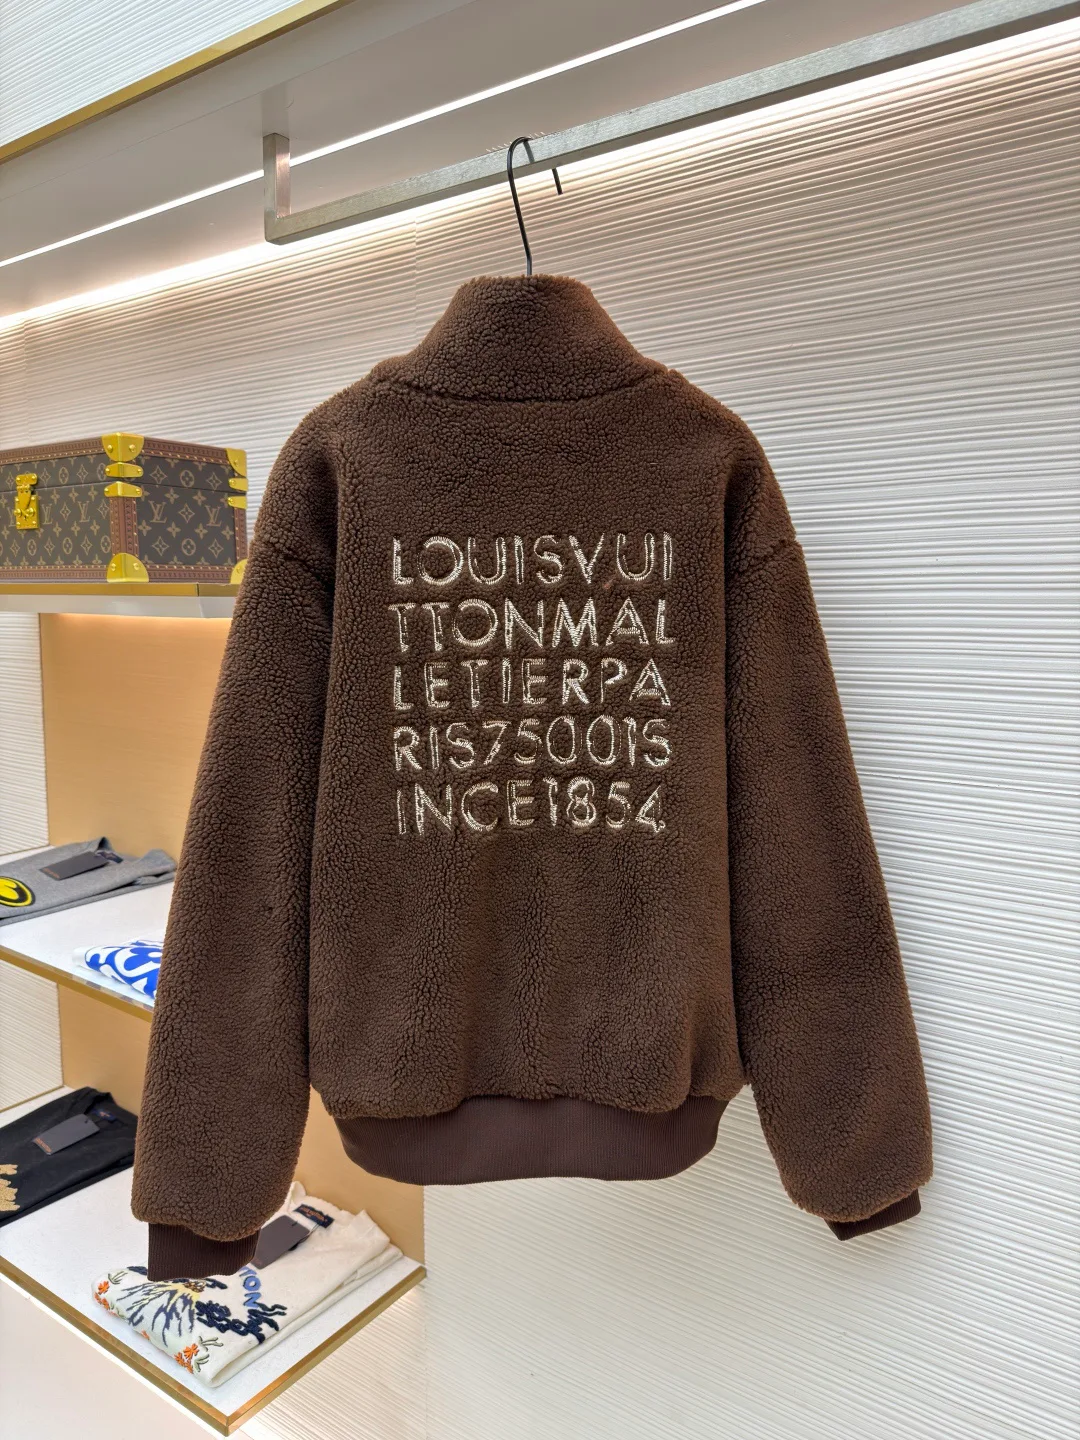 LOUISVUI
TTONMAL
LETIERPA
RIS75001S
INCE1854